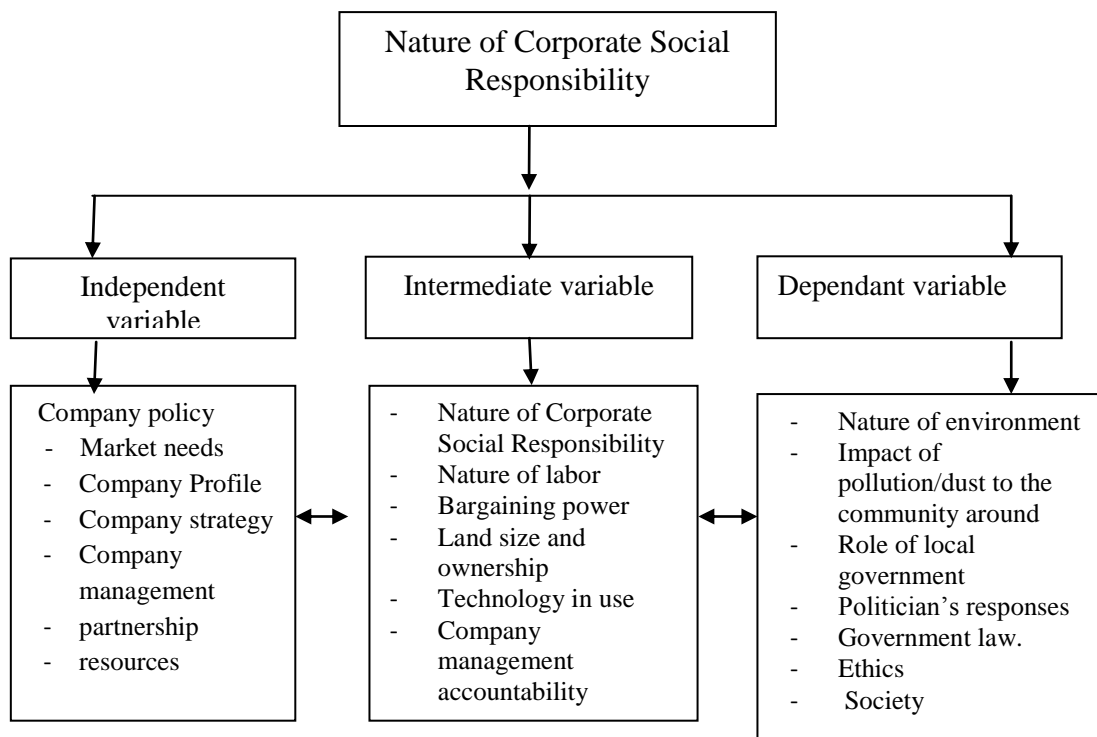 Nature of Corporate Social
Responsibility
Independent
variable
Intermediate variable
Dependant variable
Company policy
- Market needs
- Company Profile
- Company strategy
- Company
management
- partnership
- resources
- Nature of Corporate
Social Responsibility
- Nature of labor
- Bargaining power
- Land size and
ownership
- Technology in use
- Company
management
accountability
- Nature of environment
- Impact of
pollution/dust to the
community around
- Role of local
government
- Politician’s responses
- Government law.
- Ethics
- Society